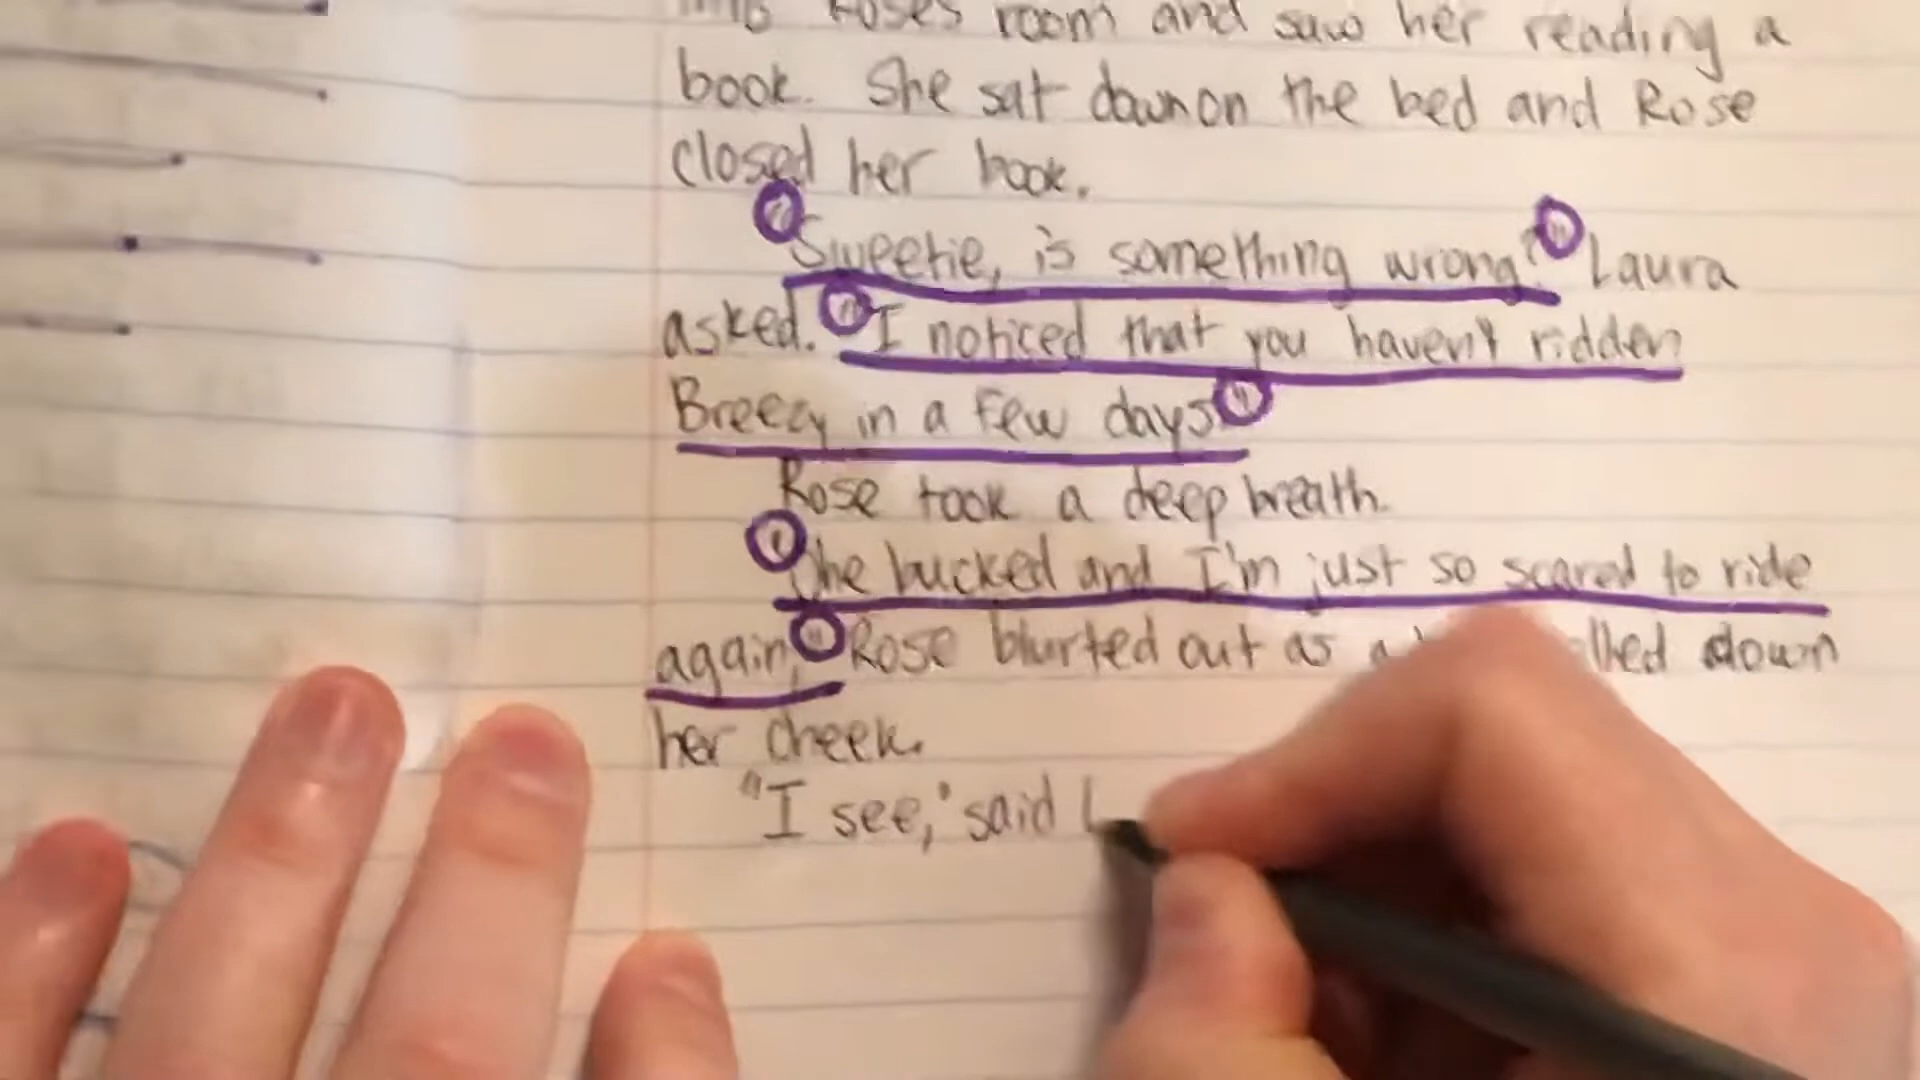 Roses room and saw her reading a
book. She sat down on the bed and Rose
closed her book.
"Sweetie, is something wrong?" Laura
asked. "I noticed that you haven't ridden
Breezy in a few days"
Rose took a deep breath.
"She bucked and I'm just so scared to ride
again," Rose blurted out as a down
her cheek.
"I see," said L